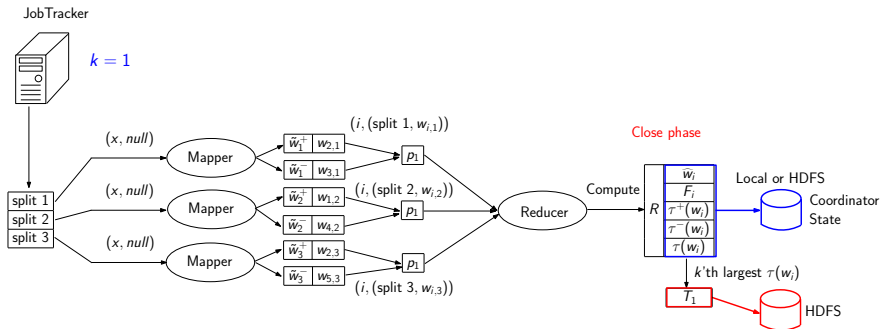 JobTracker
k = 1
split 1
split 2
split 3
(x, null)
(x, null)
(x, null)
Mapper
Mapper
Mapper
w̃₁⁺ w₂,₁
w̃₁⁻ w₃,₁
w̃₂⁺ w₁,₂
w̃₂⁻ w₄,₂
w̃₃⁺ w₂,₃
w̃₃⁻ w₅,₃
(i, (split 1, wᵢ,₁))
p₁
(i, (split 2, wᵢ,₂))
p₁
p₁
(i, (split 3, wᵢ,₃))
Reducer
Compute
Close phase
R
ŵᵢ
Fᵢ
τ⁺(wᵢ)
τ⁻(wᵢ)
τ(wᵢ)
Local or HDFS
Coordinator
State
k'th largest τ(wᵢ)
T₁
HDFS